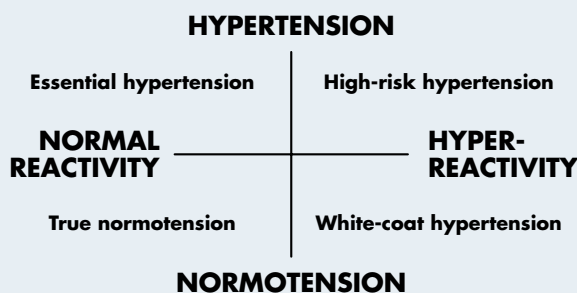 HYPERTENSION
Essential hypertension
High-risk hypertension
NORMAL
REACTIVITY
HYPER-
REACTIVITY
True normotension
White-coat hypertension
NORMOTENSION